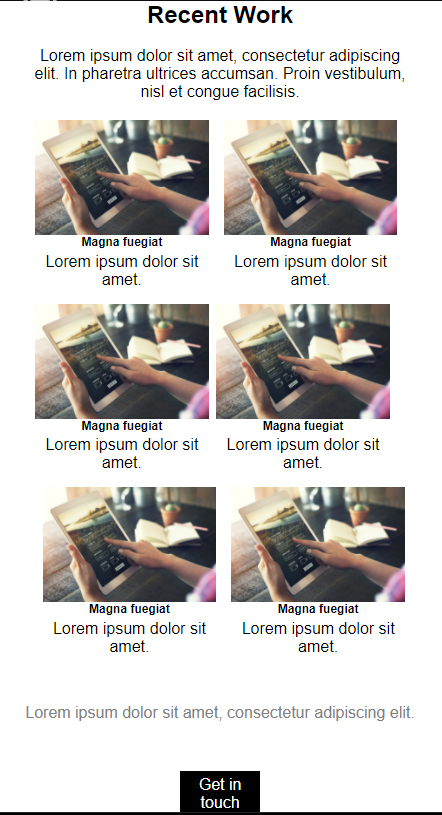 Recent Work
Lorem ipsum dolor sit amet, consectetur adipiscing
elit. In pharetra ultrices accumsan. Proin vestibulum,
nisl et congue facilisis.
Magna fuegiat
Lorem ipsum dolor sit
amet.
Magna fuegiat
Lorem ipsum dolor sit
amet.
Magna fuegiat
Lorem ipsum dolor sit
amet.
Magna fuegiat
Lorem ipsum dolor sit
amet.
Magna fuegiat
Lorem ipsum dolor sit
amet.
Magna fuegiat
Lorem ipsum dolor sit
amet.
Lorem ipsum dolor sit amet, consectetur adipiscing elit.
Get in
touch